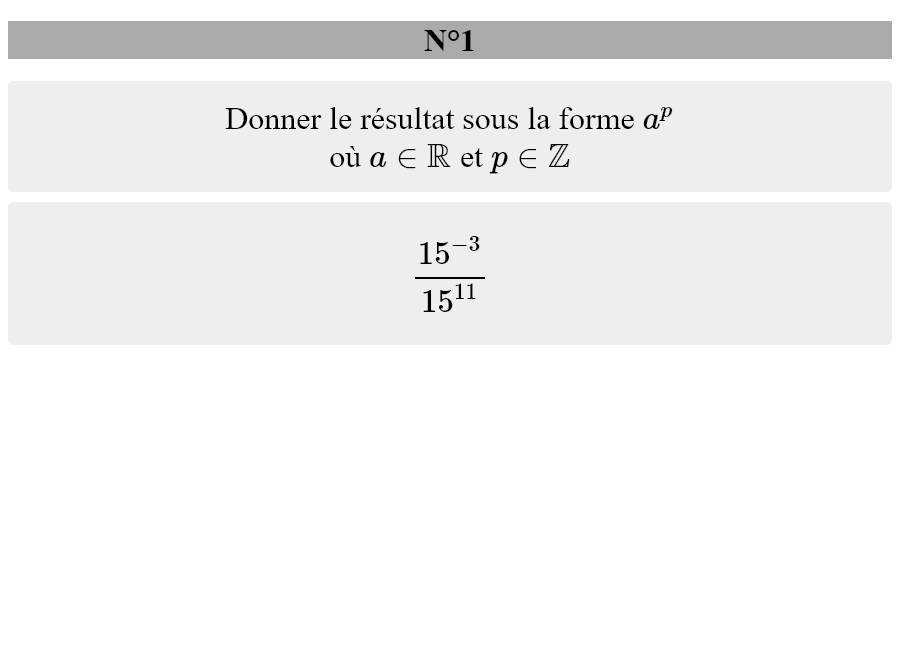 N°1
Donner le résultat sous la forme $a^p$
où $a \in \mathbb{R}$ et $p \in \mathbb{Z}$
$\frac{15^{-3}}{15^{11}}$